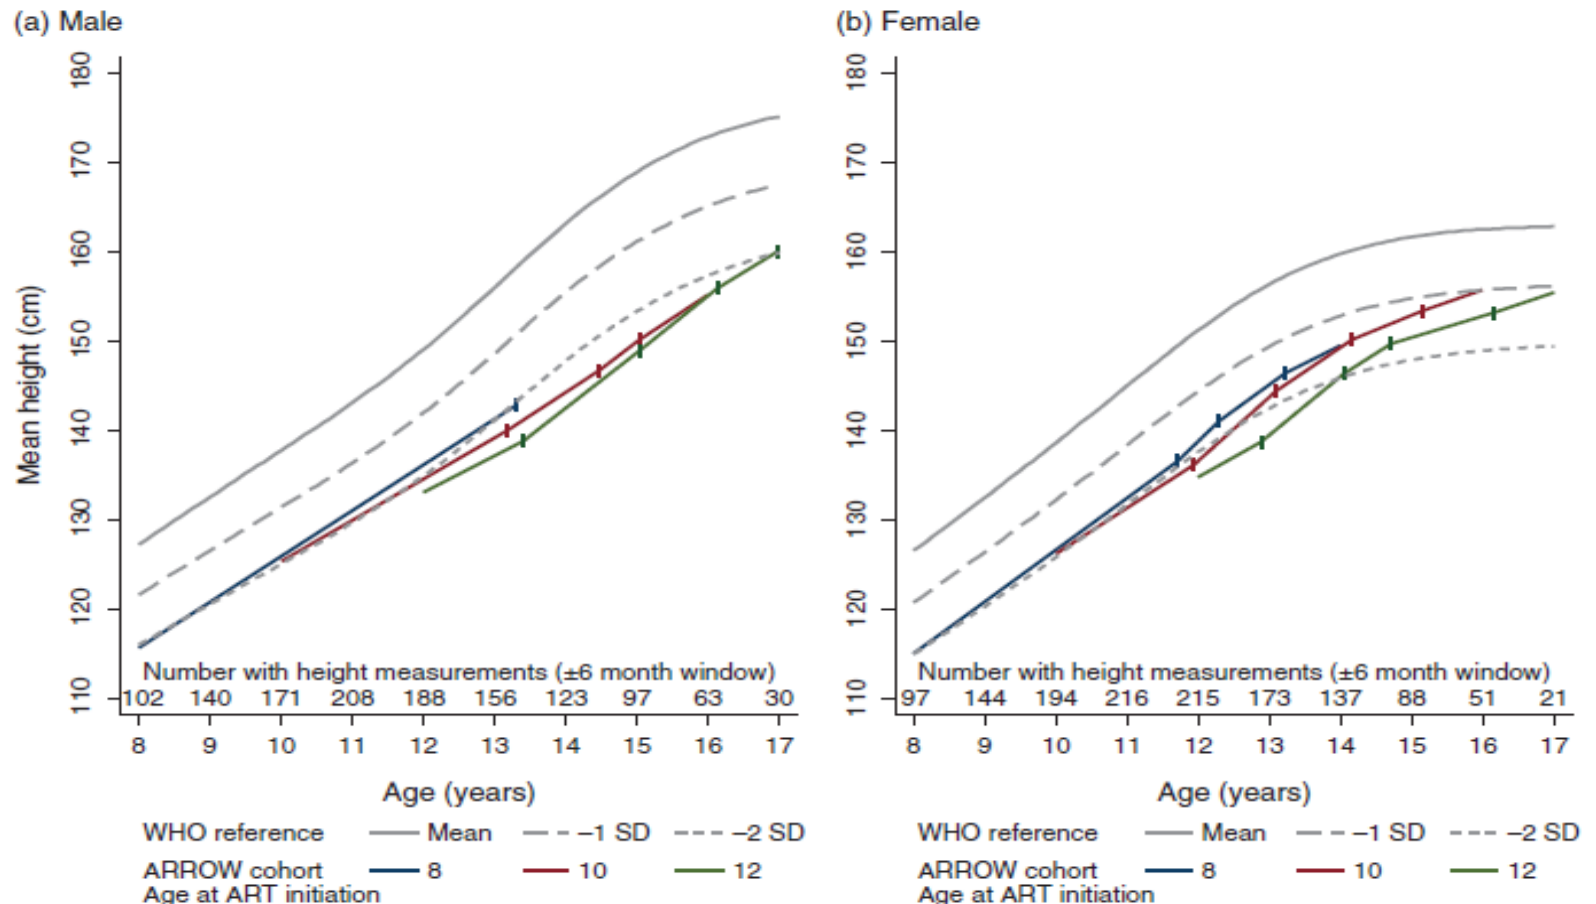 (a) Male
Mean height (cm)
180
170
160
150
140
130
120
110
Number with height measurements (±6 month window)
102 140 171 208 188 156 123 97 63 30
8 9 10 11 12 13 14 15 16 17
Age (years)
WHO reference Mean –1 SD –2 SD
ARROW cohort 8 10 12
Age at ART initiation
(b) Female
180
170
160
150
140
130
120
110
Number with height measurements (±6 month window)
97 144 194 216 215 173 137 88 51 21
8 9 10 11 12 13 14 15 16 17
Age (years)
WHO reference Mean –1 SD –2 SD
ARROW cohort 8 10 12
Age at ART initiation